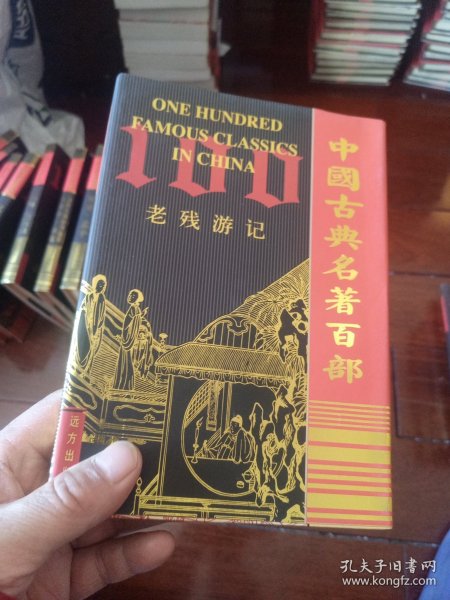 ONE HUNDRED
FAMOUS CLASSICS
IN CHINA
100
老残游记
中國古典名著百部
远方出
孔夫子旧书网
www.kongfz.com